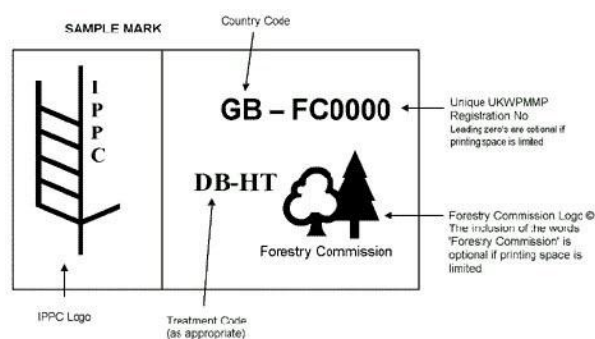 SAMPLE MARK
Country Code
I
P
P
C
GB – FC0000
Unique UKWPMMP
Registration No
Leading zero's are optional if
printing space is limited
DB-HT
Forestry Commission
Forestry Commission Logo ©
The inclusion of the words
'Forestry Commission' is
optional if printing space is
limited
IPPC Logo
Treatment Code
(as appropriate)